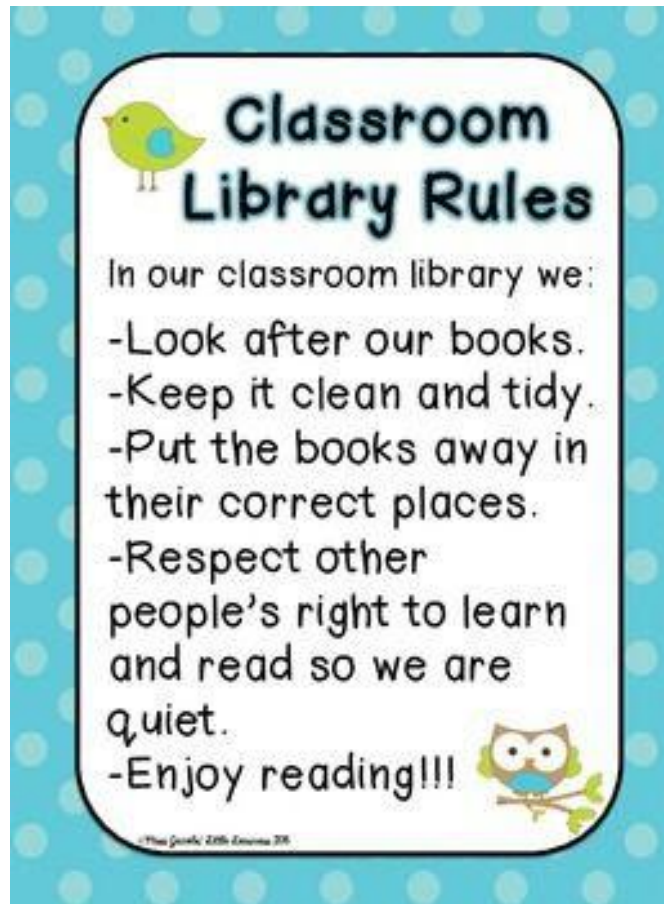 Classroom
Library Rules
In our classroom library we:
-Look after our books.
-Keep it clean and tidy.
-Put the books away in
their correct places.
-Respect other
people's right to learn
and read so we are
quiet.
-Enjoy reading!!!